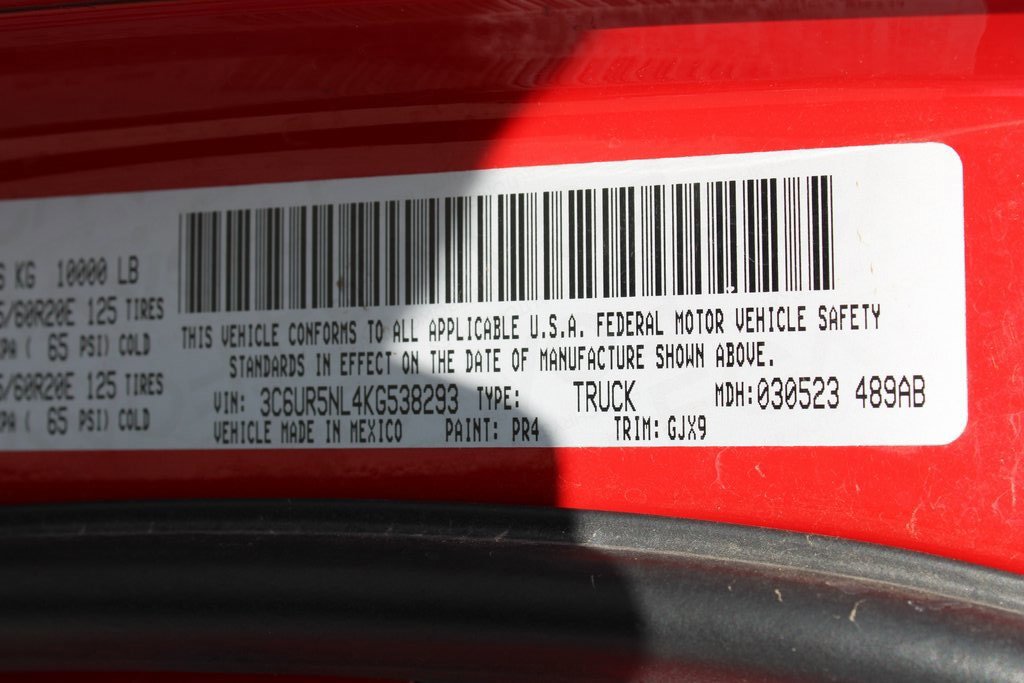 KG 10000 LB
/60R20E 125 TIRES
PA ( 65 PSI) COLD
/60R20E 125 TIRES
PA ( 65 PSI) COLD
THIS VEHICLE CONFORMS TO ALL APPLICABLE U.S.A. FEDERAL MOTOR VEHICLE SAFETY
STANDARDS IN EFFECT ON THE DATE OF MANUFACTURE SHOWN ABOVE.
VIN: 3C6UR5NL4KG538293 TYPE: TRUCK MDH:030523 489AB
VEHICLE MADE IN MEXICO PAINT: PR4 TRIM: GJX9